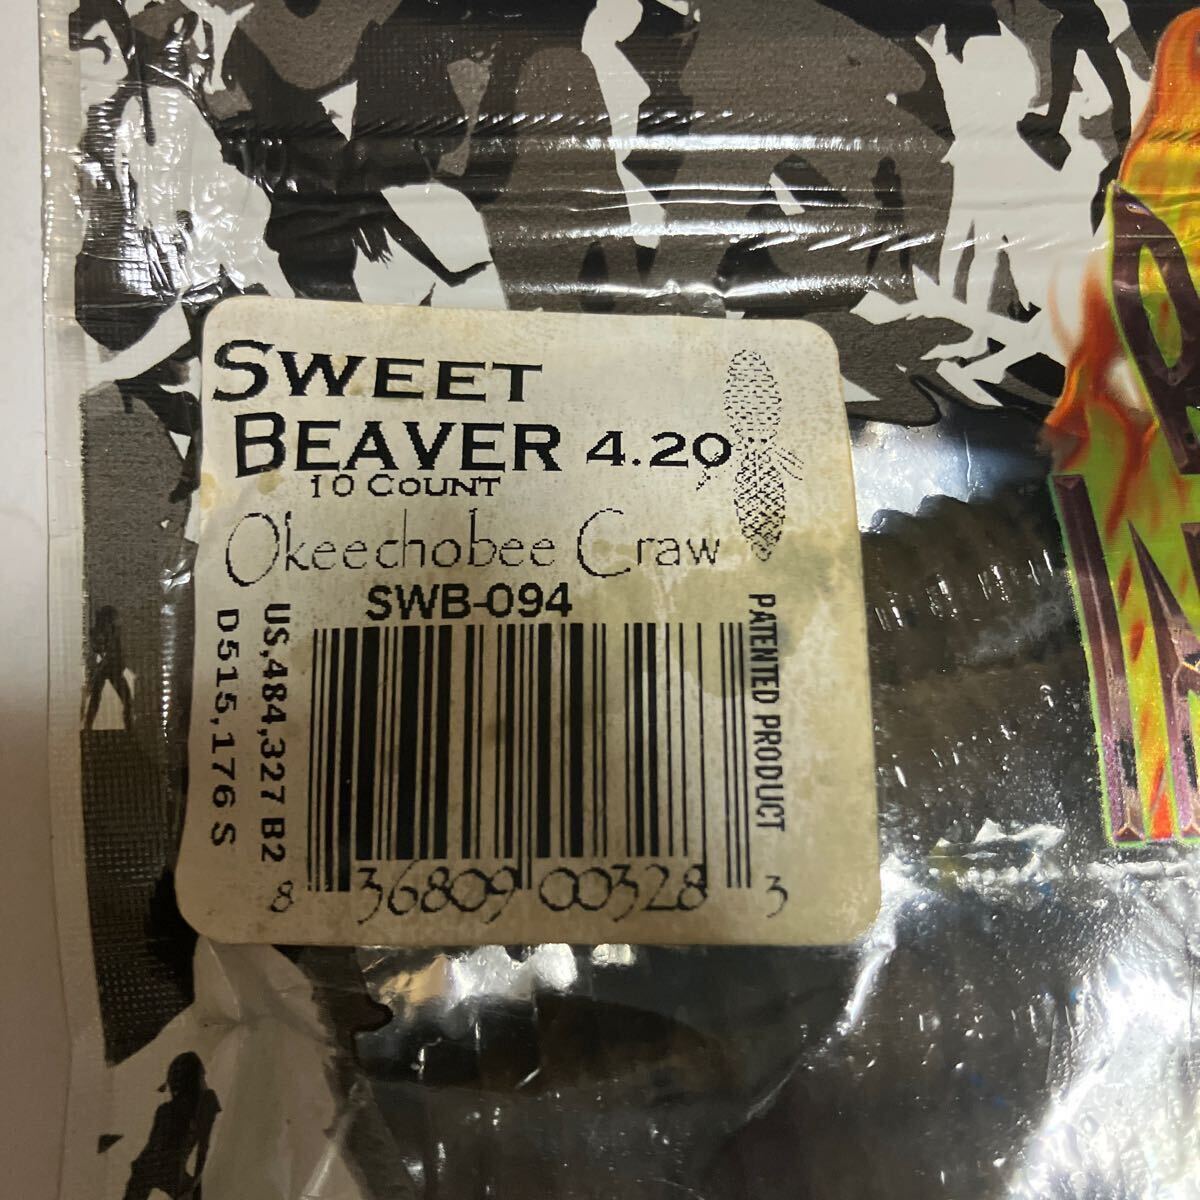 SWEET
BEAVER 4.20
10 COUNT
Okeechobee Craw
SWB-094
US,484,327 B2
D515,176 S
PATENTED PRODUCT
8 36809 00328 3